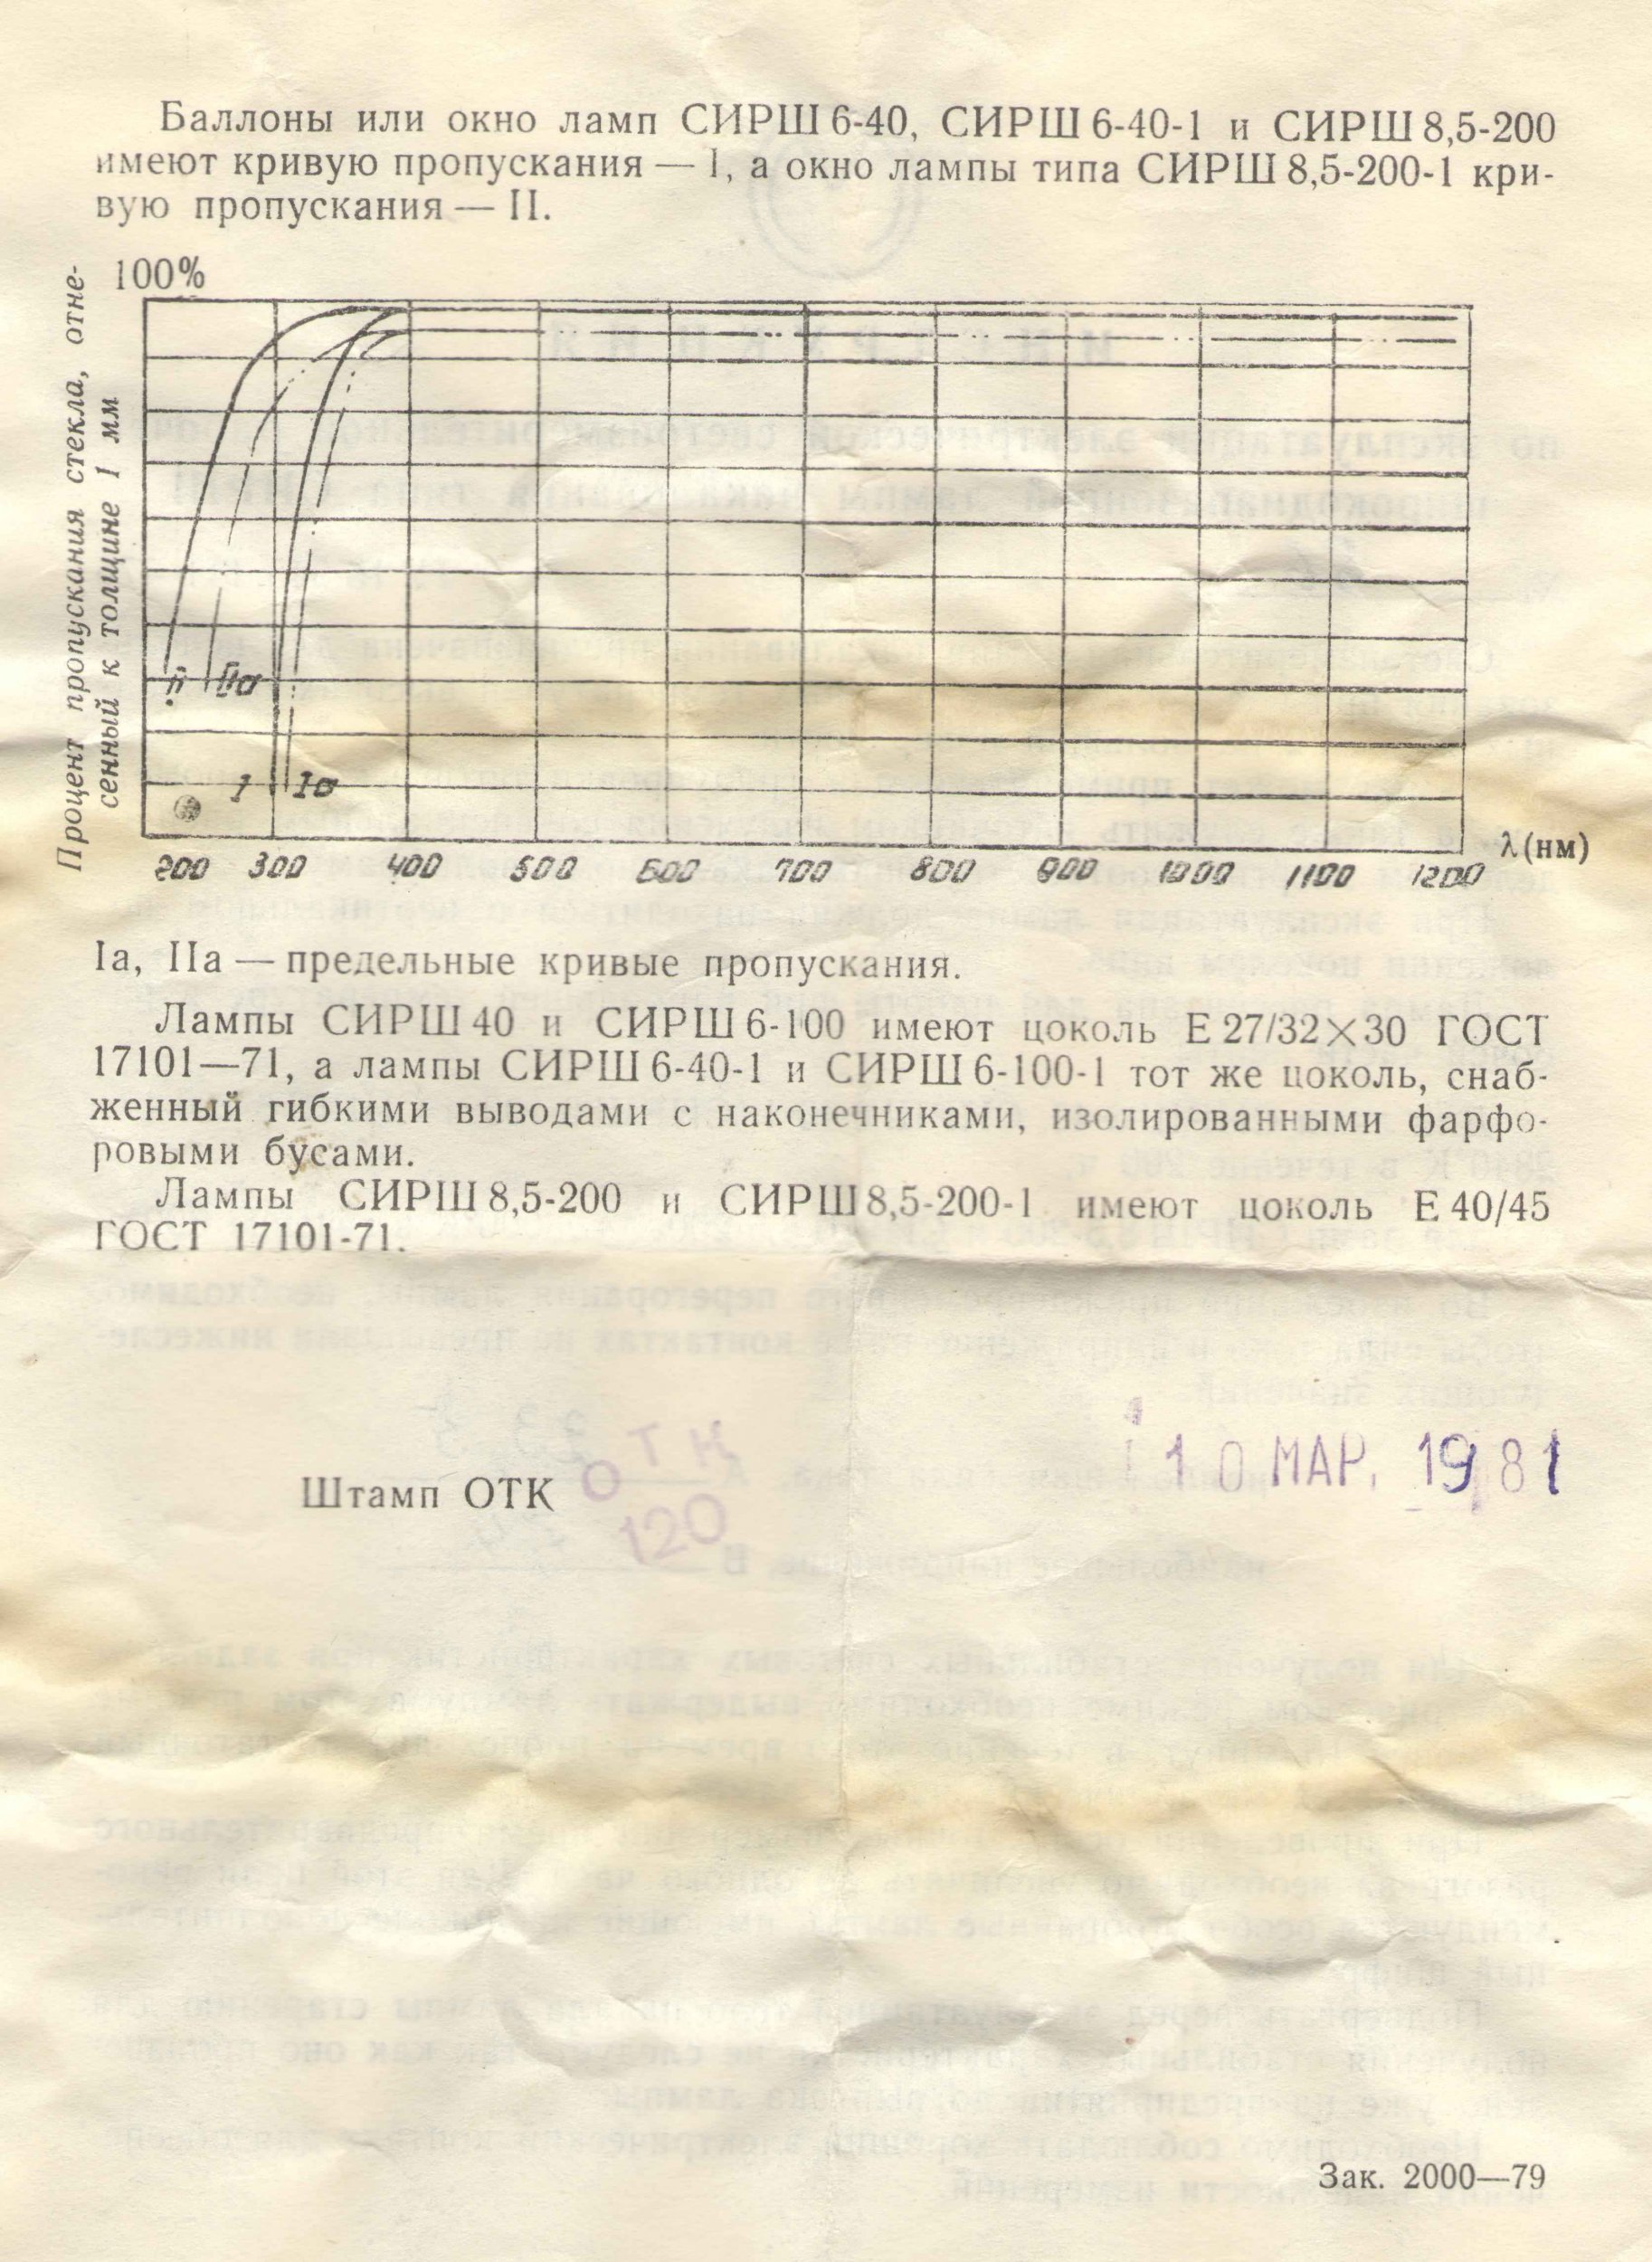 Баллоны или окно ламп СИРШ 6-40, СИРШ 6-40-1 и СИРШ 8,5-200
имеют кривую пропускания — I, а окно лампы типа СИРШ 8,5-200-1 кри-
вую пропускания — II.
Процент пропускания стекла, отне-
сенный к толщине 1 мм
100%
II IIа
I Iа
200 300 400 500 600 700 800 900 1000 1100 1200 λ (нм)
Iа, IIа — предельные кривые пропускания.
Лампы СИРШ 40 и СИРШ 6-100 имеют цоколь Е 27/32×30 ГОСТ
17101—71, а лампы СИРШ 6-40-1 и СИРШ 6-100-1 тот же цоколь, снаб-
женный гибкими выводами с наконечниками, изолированными фарфо-
ровыми бусами.
Лампы СИРШ 8,5-200 и СИРШ 8,5-200-1 имеют цоколь Е 40/45
ГОСТ 17101-71.
Штамп ОТК
ОТК
120
10 МАР. 1981
Зак. 2000—79